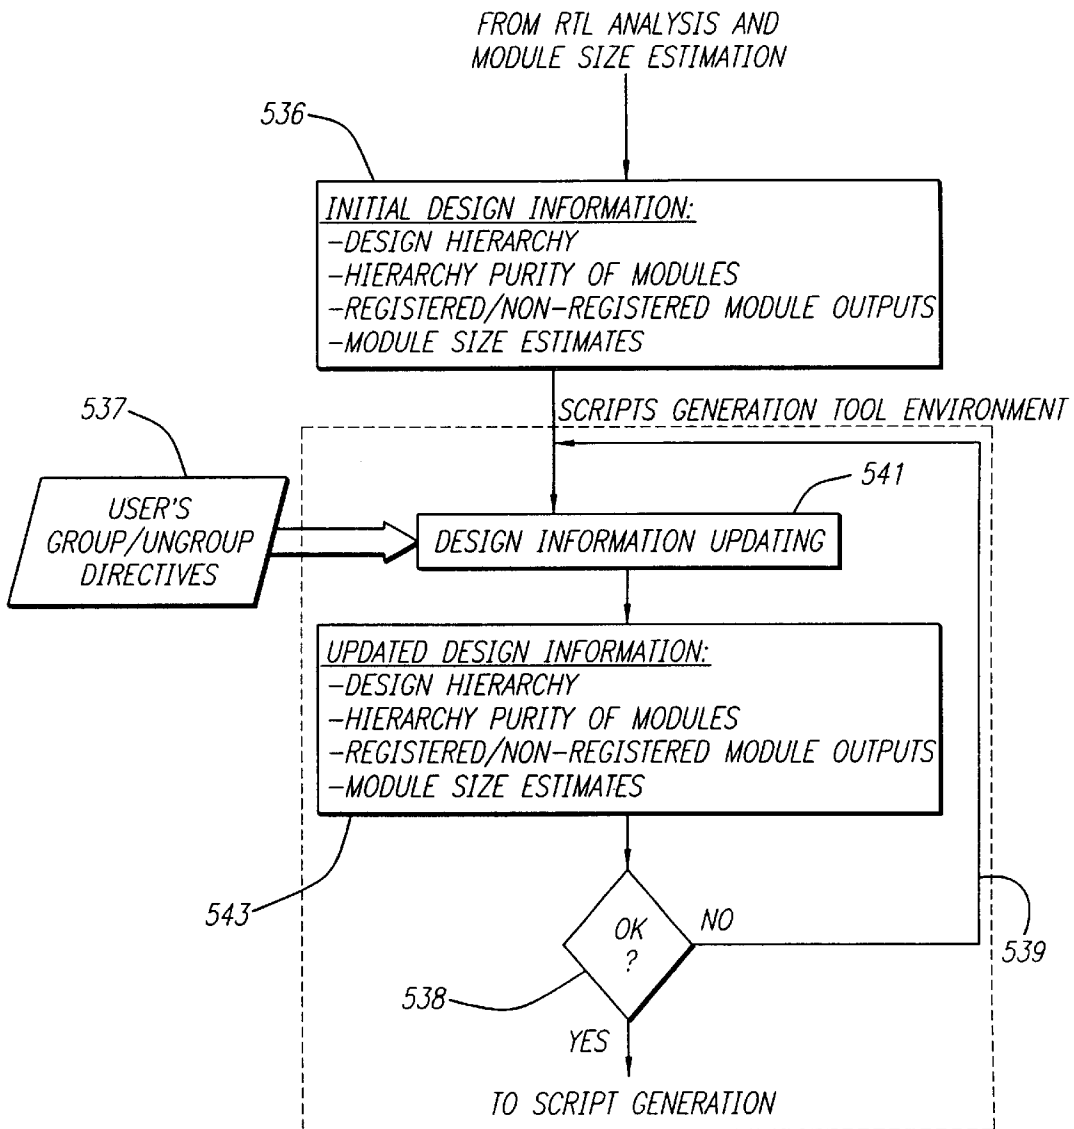 FROM RTL ANALYSIS AND
MODULE SIZE ESTIMATION
536
INITIAL DESIGN INFORMATION:
-DESIGN HIERARCHY
-HIERARCHY PURITY OF MODULES
-REGISTERED/NON-REGISTERED MODULE OUTPUTS
-MODULE SIZE ESTIMATES
537
SCRIPTS GENERATION TOOL ENVIRONMENT
541
USER'S
GROUP/UNGROUP
DIRECTIVES
DESIGN INFORMATION UPDATING
UPDATED DESIGN INFORMATION:
-DESIGN HIERARCHY
-HIERARCHY PURITY OF MODULES
-REGISTERED/NON-REGISTERED MODULE OUTPUTS
-MODULE SIZE ESTIMATES
543
OK
?
NO
539
538
YES
TO SCRIPT GENERATION